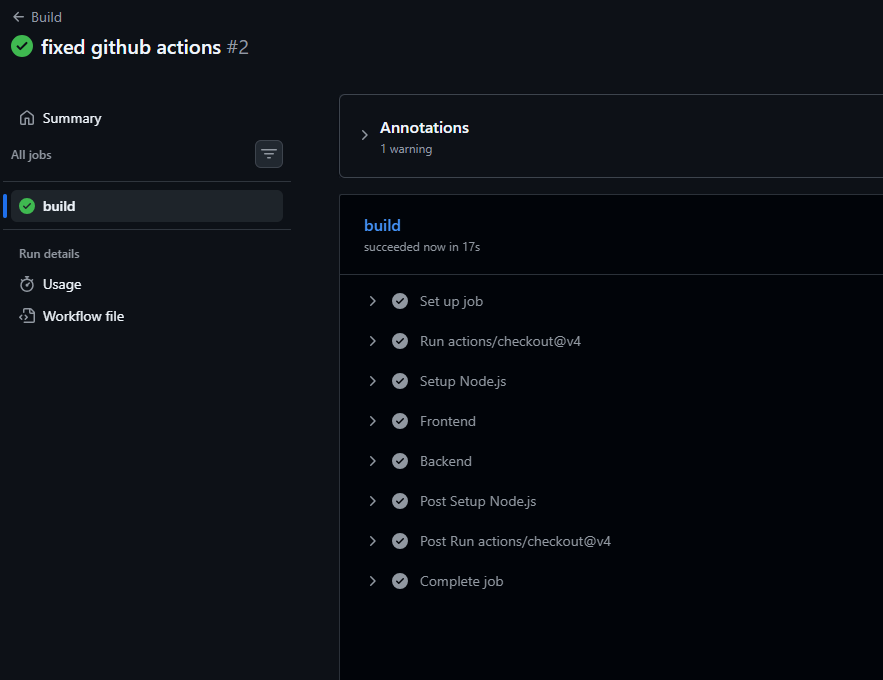 Build
fixed github actions #2
Summary
All jobs
build
Run details
Usage
Workflow file
Annotations
1 warning
build
succeeded now in 17s
Set up job
Run actions/checkout@v4
Setup Node.js
Frontend
Backend
Post Setup Node.js
Post Run actions/checkout@v4
Complete job